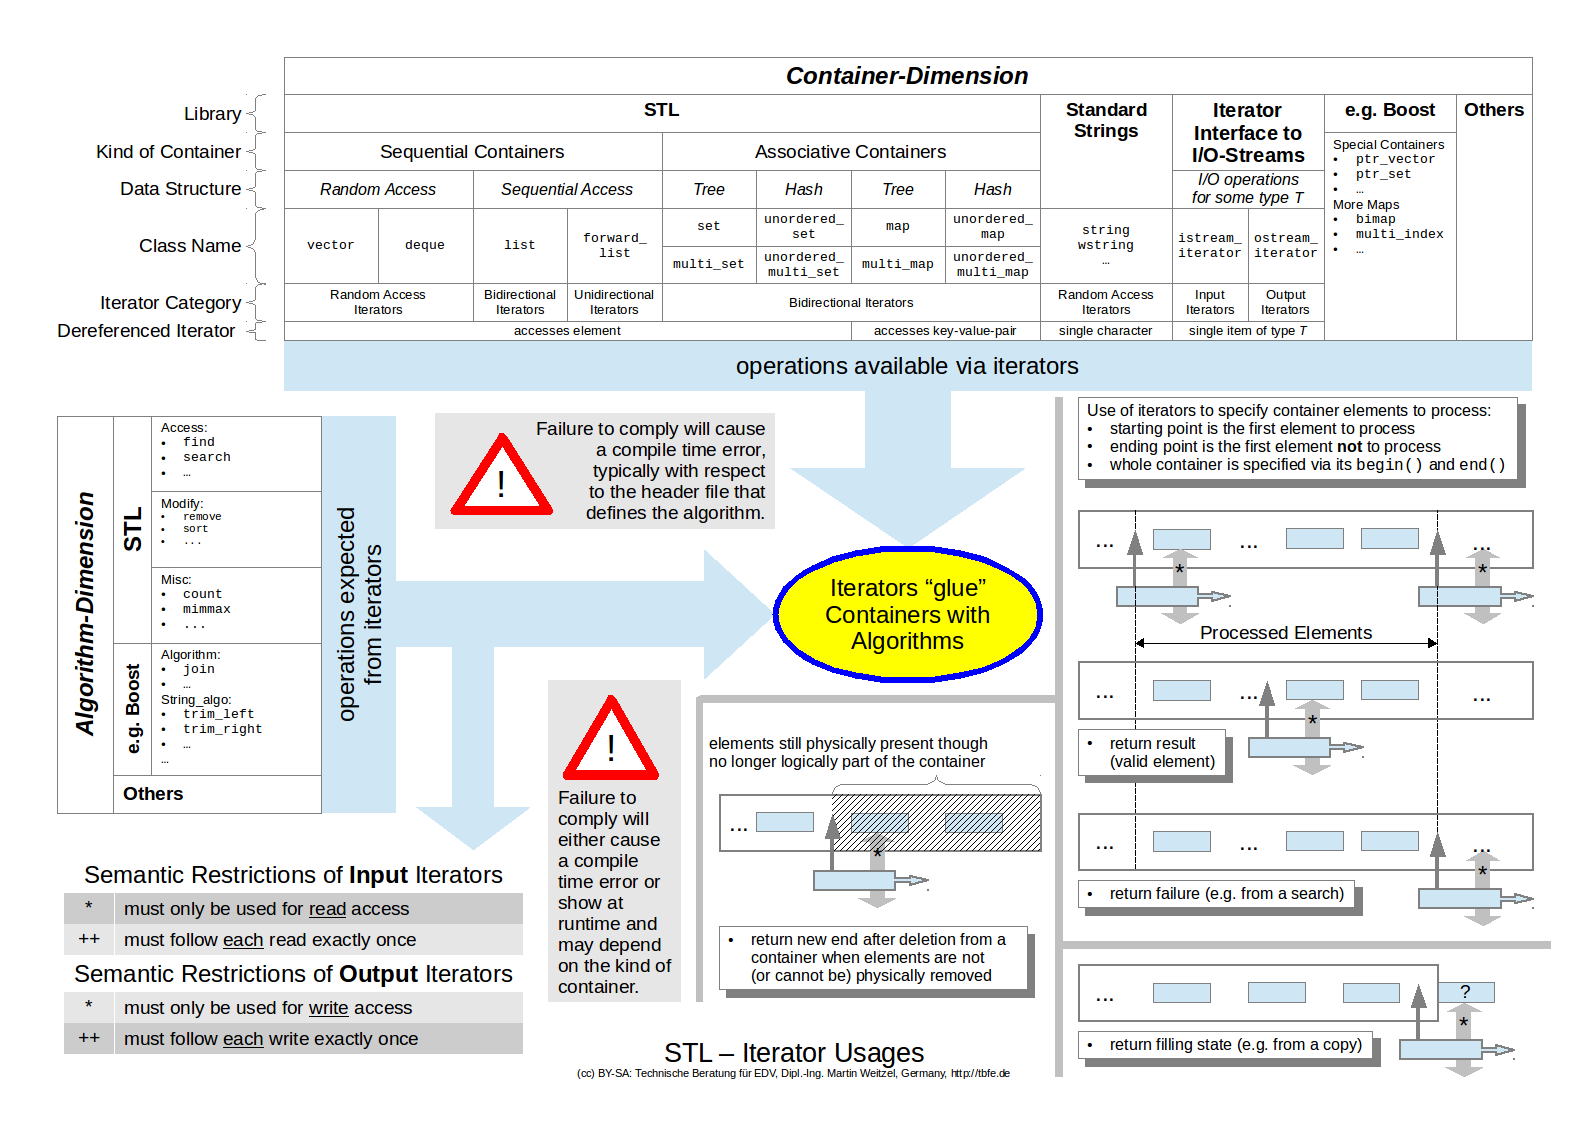 Container-Dimension
Library
STL
Standard
Strings
Iterator
Interface to
I/O-Streams
e.g. Boost
Others
Kind of Container
Sequential Containers
Associative Containers
Special Containers
• ptr_vector
• ptr_set
• …
More Maps
• bimap
• multi_index
• …
Data Structure
Random Access
Sequential Access
Tree
Hash
Tree
Hash
I/O operations
for some type T
Class Name
vector
deque
list
forward_
list
set
unordered_
set
map
unordered_
map
multi_set
unordered_
multi_set
multi_map
unordered_
multi_map
string
wstring
…
istream_
iterator
ostream_
iterator
Iterator Category
Random Access
Iterators
Bidirectional
Iterators
Unidirectional
Iterators
Bidirectional Iterators
Random Access
Iterators
Input
Iterators
Output
Iterators
Dereferenced Iterator
accesses element
accesses key-value-pair
single character
single item of type T
operations available via iterators
Algorithm-Dimension
STL
Access:
• find
• search
• …
Modify:
• remove
• sort
• ...
Misc:
• count
• mimmax
• ...
e.g. Boost
Algorithm:
• join
• …
String_algo:
• trim_left
• trim_right
• …
…
Others
operations expected
from iterators
!
Failure to comply will cause
a compile time error,
typically with respect
to the header file that
defines the algorithm.
Iterators “glue”
Containers with
Algorithms
!
Failure to
comply will
either cause
a compile
time error or
show at
runtime and
may depend
on the kind of
container.
Semantic Restrictions of Input Iterators
* must only be used for read access
++ must follow each read exactly once
Semantic Restrictions of Output Iterators
* must only be used for write access
++ must follow each write exactly once
elements still physically present though
no longer logically part of the container
...
*
• return new end after deletion from a
container when elements are not
(or cannot be) physically removed
Use of iterators to specify container elements to process:
• starting point is the first element to process
• ending point is the first element not to process
• whole container is specified via its begin() and end()
... ... ...
* *
Processed Elements
... ... ...
*
• return result
(valid element)
... ... ...
*
• return failure (e.g. from a search)
... ?
*
• return filling state (e.g. from a copy)
STL – Iterator Usages
(cc) BY-SA: Technische Beratung für EDV, Dipl.-Ing. Martin Weitzel, Germany, http://tbfe.de